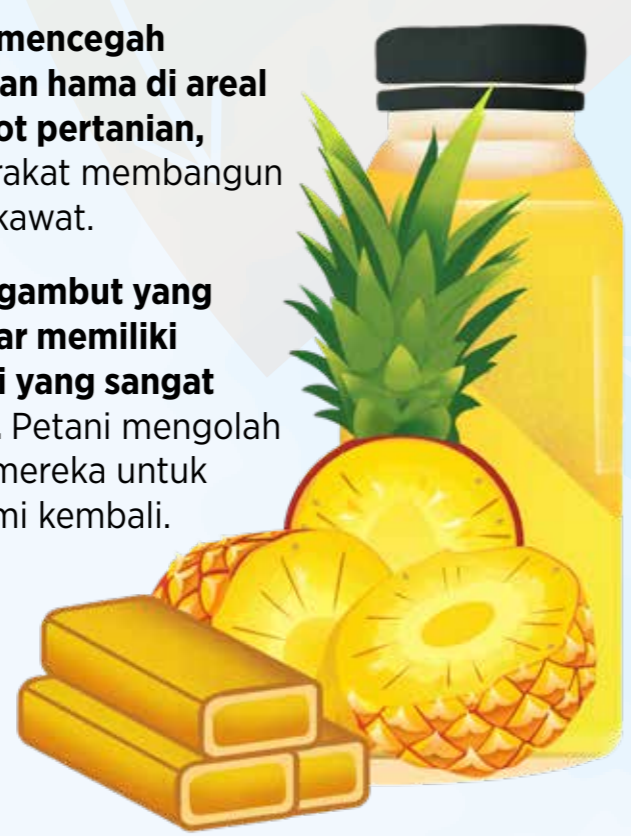 mencegah
an hama di areal
ot pertanian,
rakat membangun
kawat.
gambut yang
ar memiliki
i yang sangat
. Petani mengolah
mereka untuk
mi kembali.